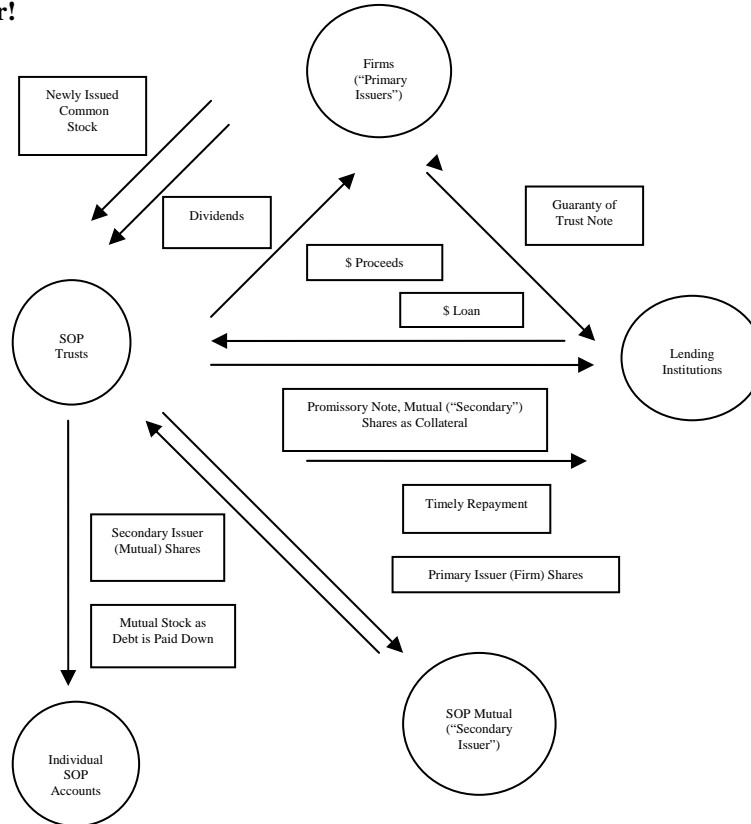 r!
Firms
(“Primary
Issuers”)
Newly Issued
Common
Stock
Dividends
Guaranty of
Trust Note
$ Proceeds
$ Loan
SOP
Trusts
Lending
Institutions
Promissory Note, Mutual (“Secondary”)
Shares as Collateral
Timely Repayment
Secondary Issuer
(Mutual) Shares
Primary Issuer (Firm) Shares
Mutual Stock as
Debt is Paid Down
SOP Mutual
(“Secondary
Issuer”)
Individual
SOP
Accounts